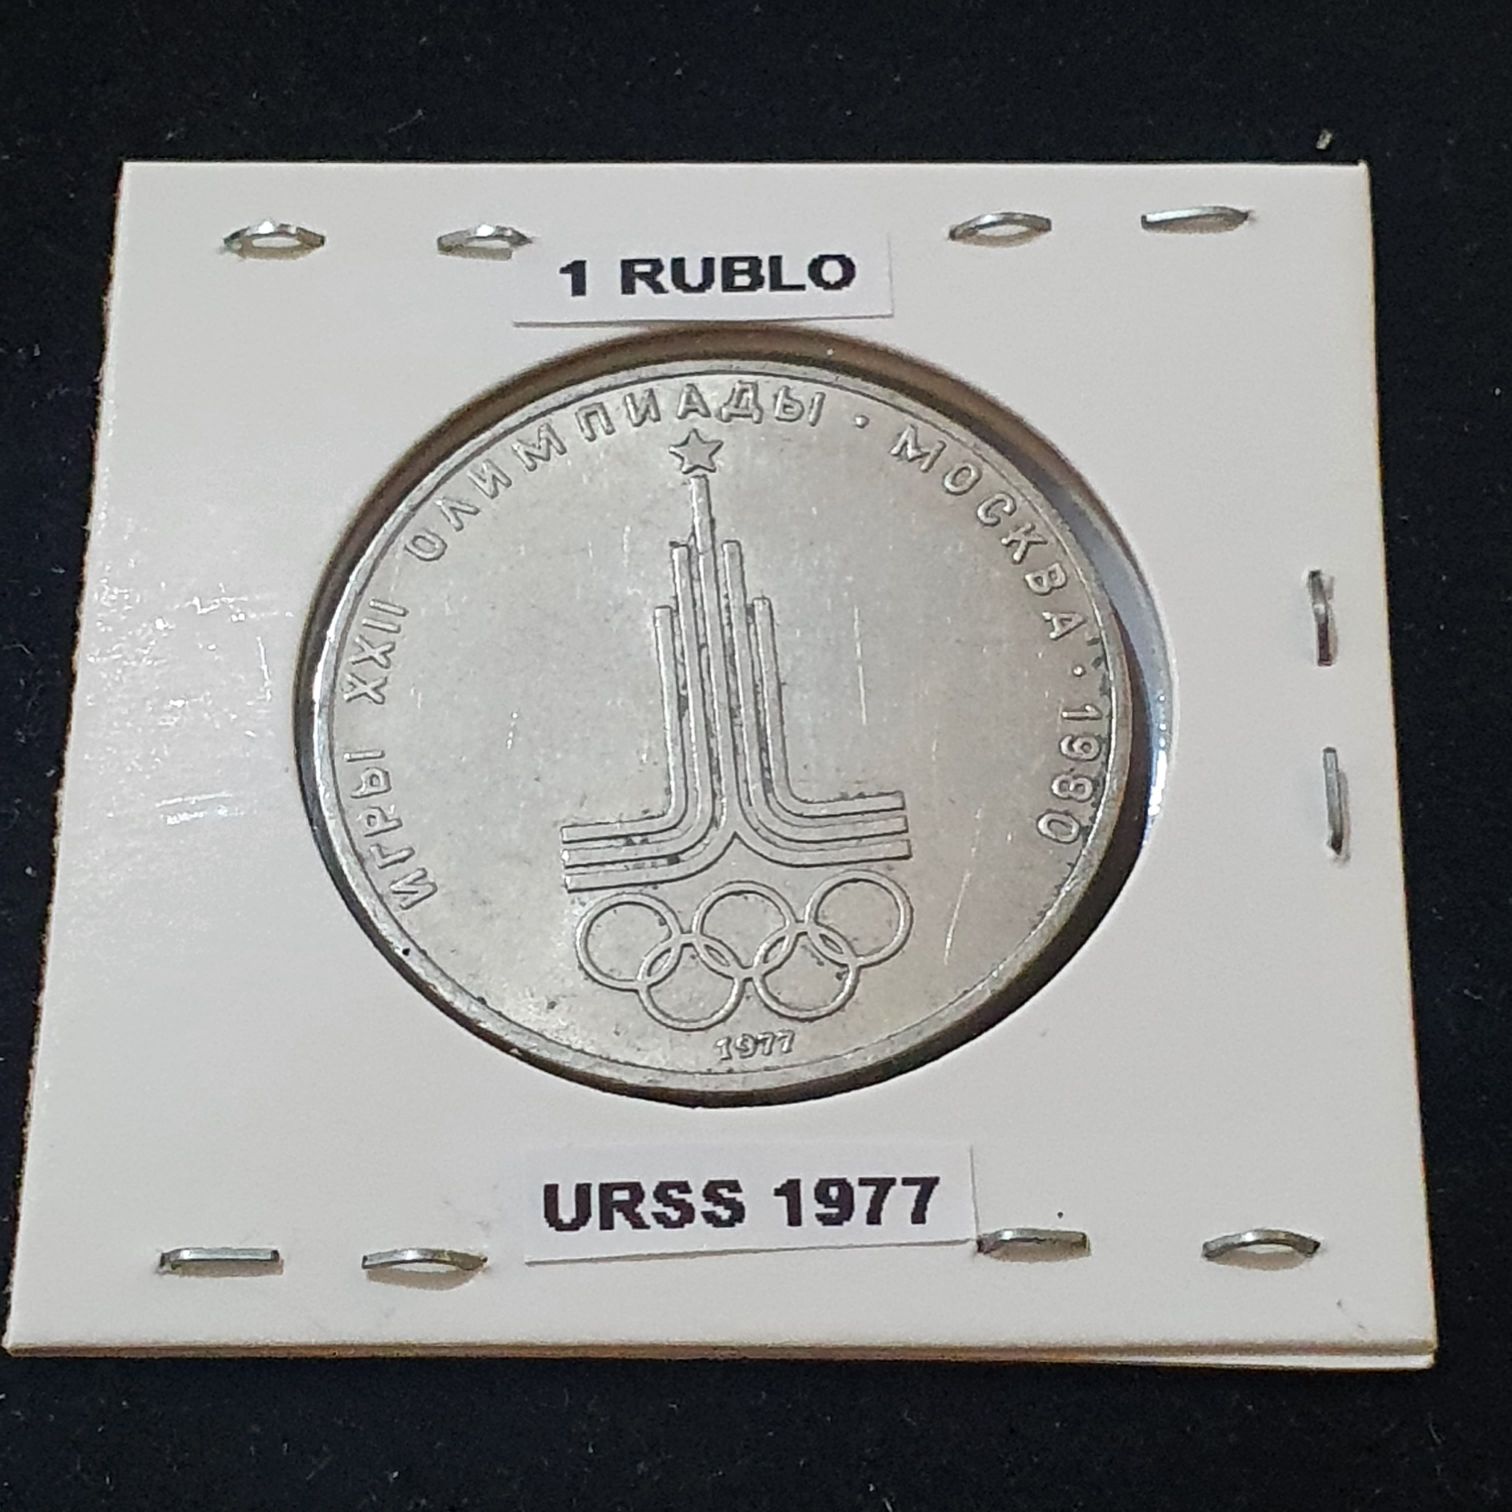 1 RUBLO
ИГРЫ XXII ОЛИМПИАДЫ · МОСКВА · 1980
1977
URSS 1977